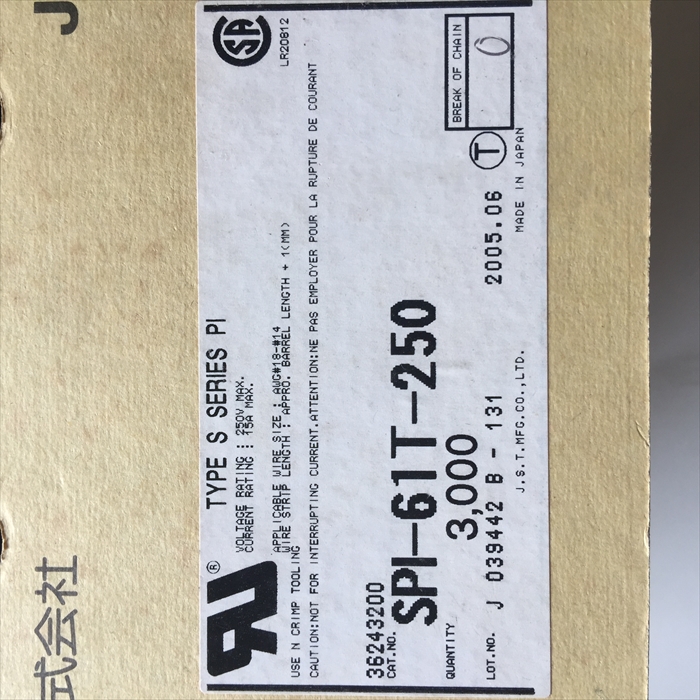 J
式会社
LR20812
TYPE S SERIES PI
VOLTAGE RATING : 250V MAX.
CURRENT RATING : 15A MAX.
APPLICABLE WIRE SIZE : AWG#18-#14
WIRE STRIP LENGTH : APPRO. BARREL LENGTH + 1(MM)
USE N CRIMP TOOLING
CAUTION:NOT FOR INTERRUPTING CURRENT.ATTENTION:NE PAS EMPLOYER POUR LA RUPTURE DE COURANT
36243200
CAT.NO. SPI-61T-250
QUANTITY 3,000
BREAK OF CHAIN 0
LOT.NO. J 039442 B - 131 2005.06 T
J.S.T.MFG.CO.,LTD. MADE IN JAPAN